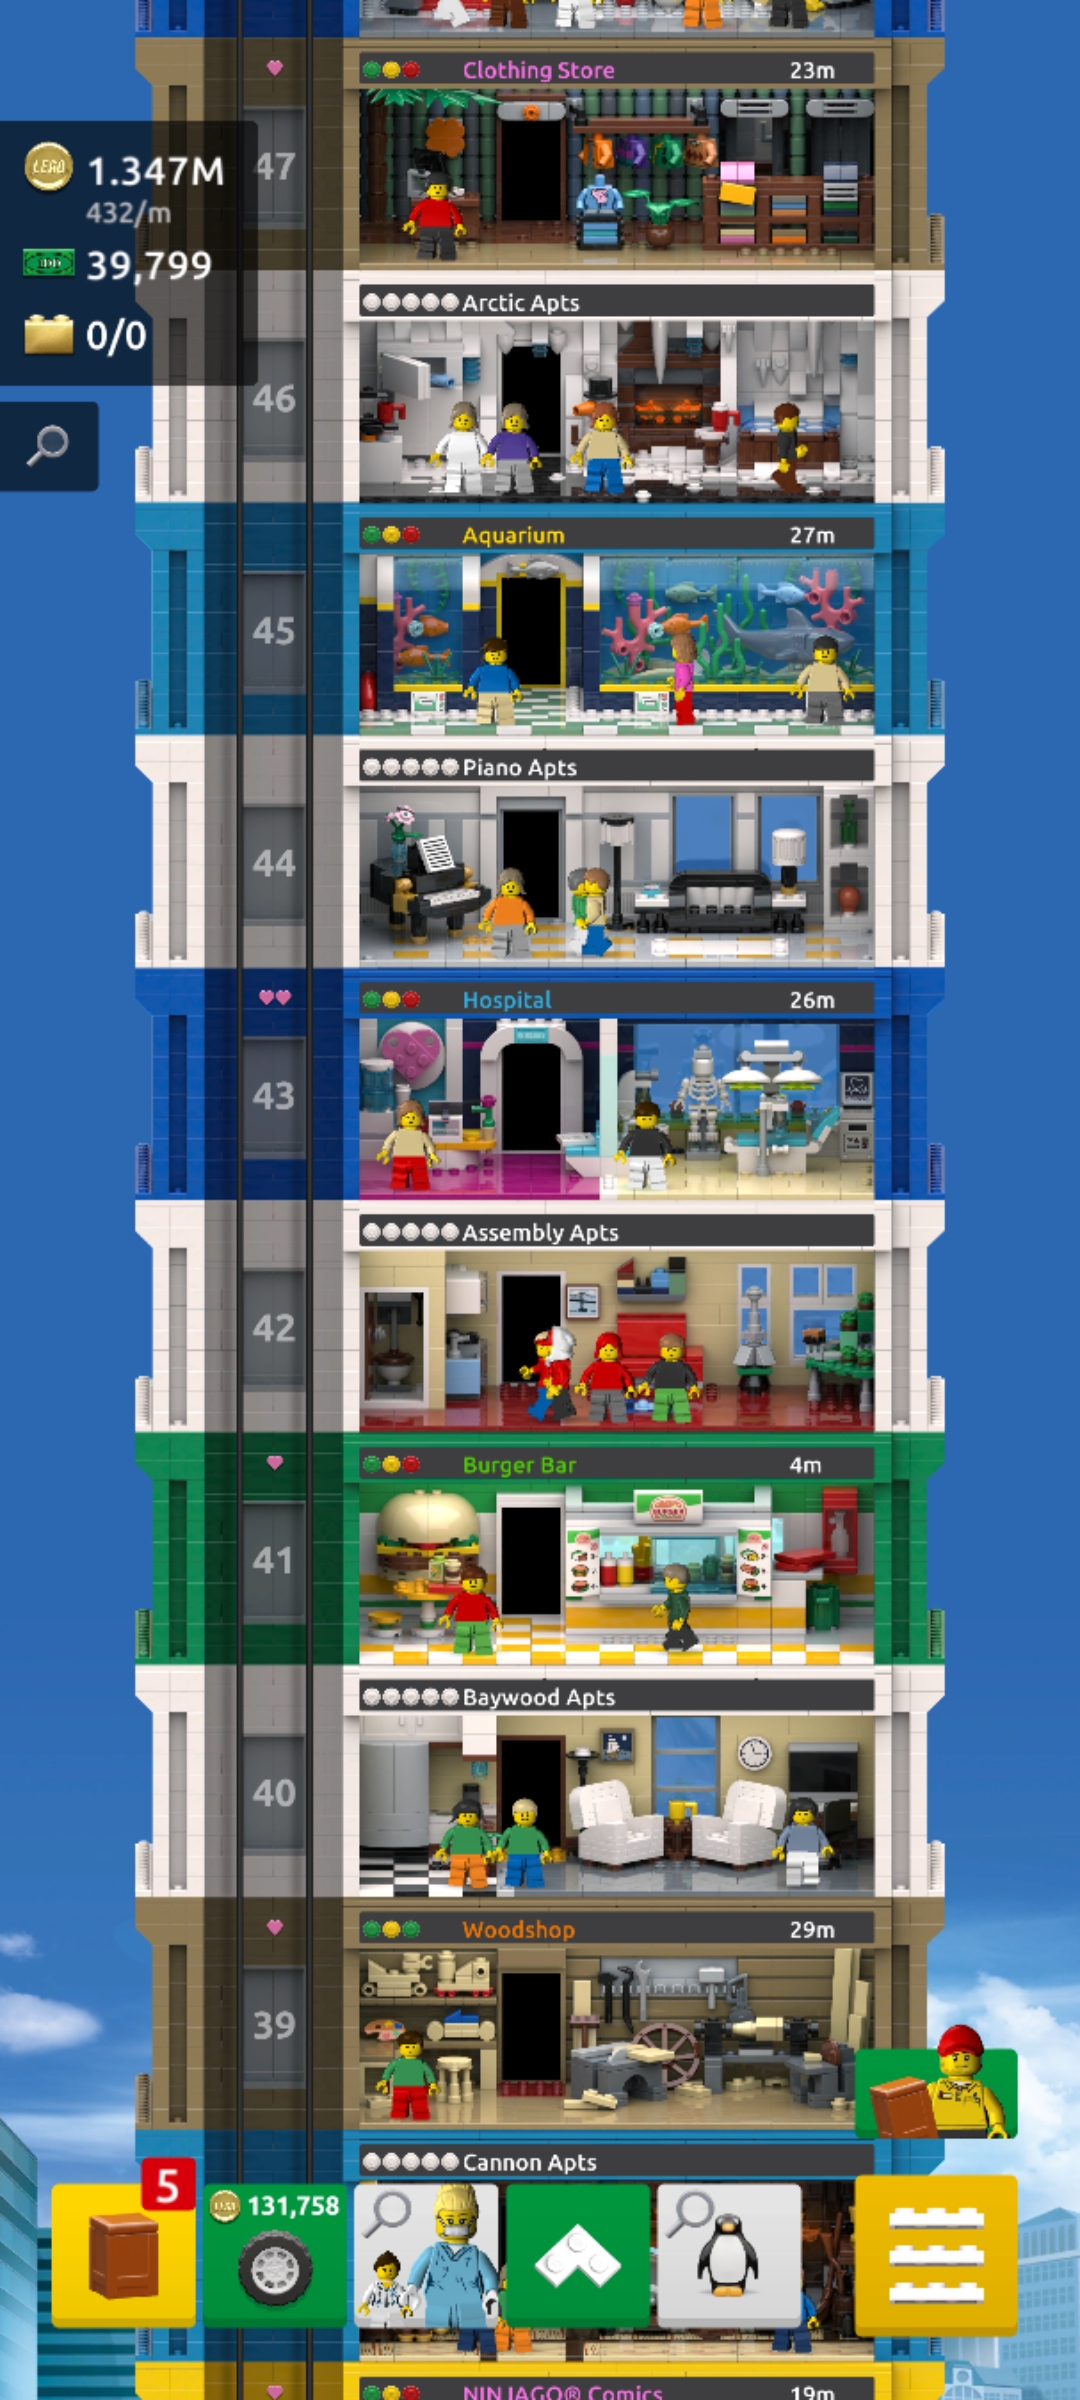 Clothing Store 23m
47
LEGO 1.347M
432/m
39,799
0/0
Arctic Apts
46
Aquarium 27m
45
Piano Apts
44
Hospital 26m
43
Assembly Apts
42
Burger Bar 4m
41
Baywood Apts
40
Woodshop 29m
39
Cannon Apts
5
131,758
NINJAGO® Comics 19m